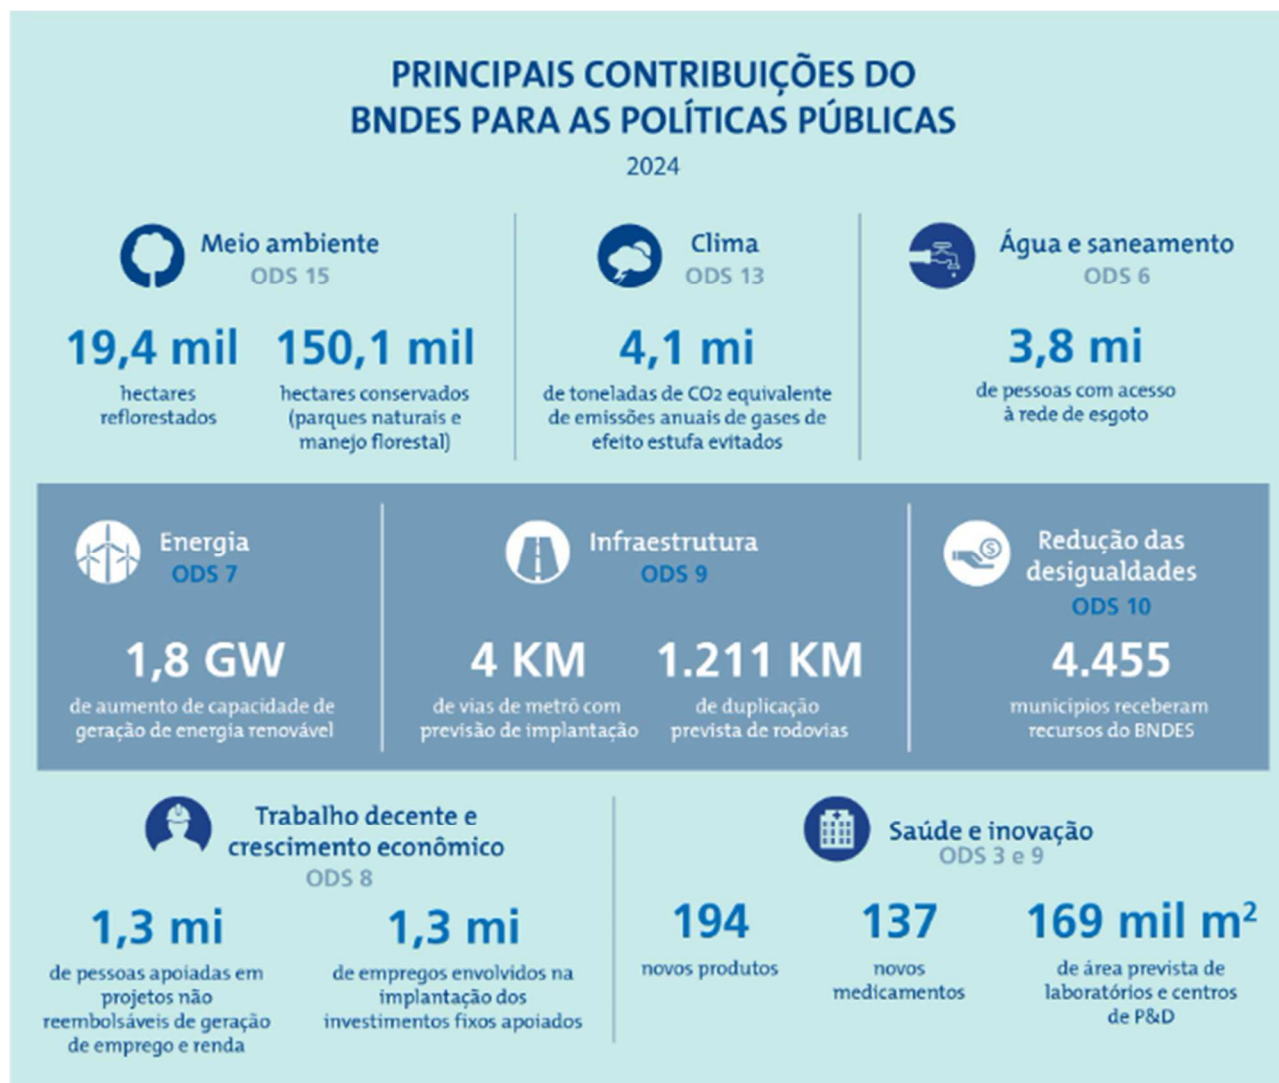 PRINCIPAIS CONTRIBUIÇÕES DO
BNDES PARA AS POLÍTICAS PÚBLICAS
2024
Meio ambiente
ODS 15
19,4 mil
hectares
reflorestados
150,1 mil
hectares conservados
(parques naturais e
manejo florestal)
Clima
ODS 13
4,1 mi
de toneladas de CO2 equivalente
de emissões anuais de gases de
efeito estufa evitados
Água e saneamento
ODS 6
3,8 mi
de pessoas com acesso
à rede de esgoto
Energia
ODS 7
1,8 GW
de aumento de capacidade de
geração de energia renovável
Infraestrutura
ODS 9
4 KM
de vias de metrô com
previsão de implantação
1.211 KM
de duplicação
prevista de rodovias
Redução das
desigualdades
ODS 10
4.455
municípios receberam
recursos do BNDES
Trabalho decente e
crescimento econômico
ODS 8
1,3 mi
de pessoas apoiadas em
projetos não
reembolsáveis de geração
de emprego e renda
1,3 mi
de empregos envolvidos na
implantação dos
investimentos fixos apoiados
Saúde e inovação
ODS 3 e 9
194
novos produtos
137
novos
medicamentos
169 mil m²
de área prevista de
laboratórios e centros
de P&D